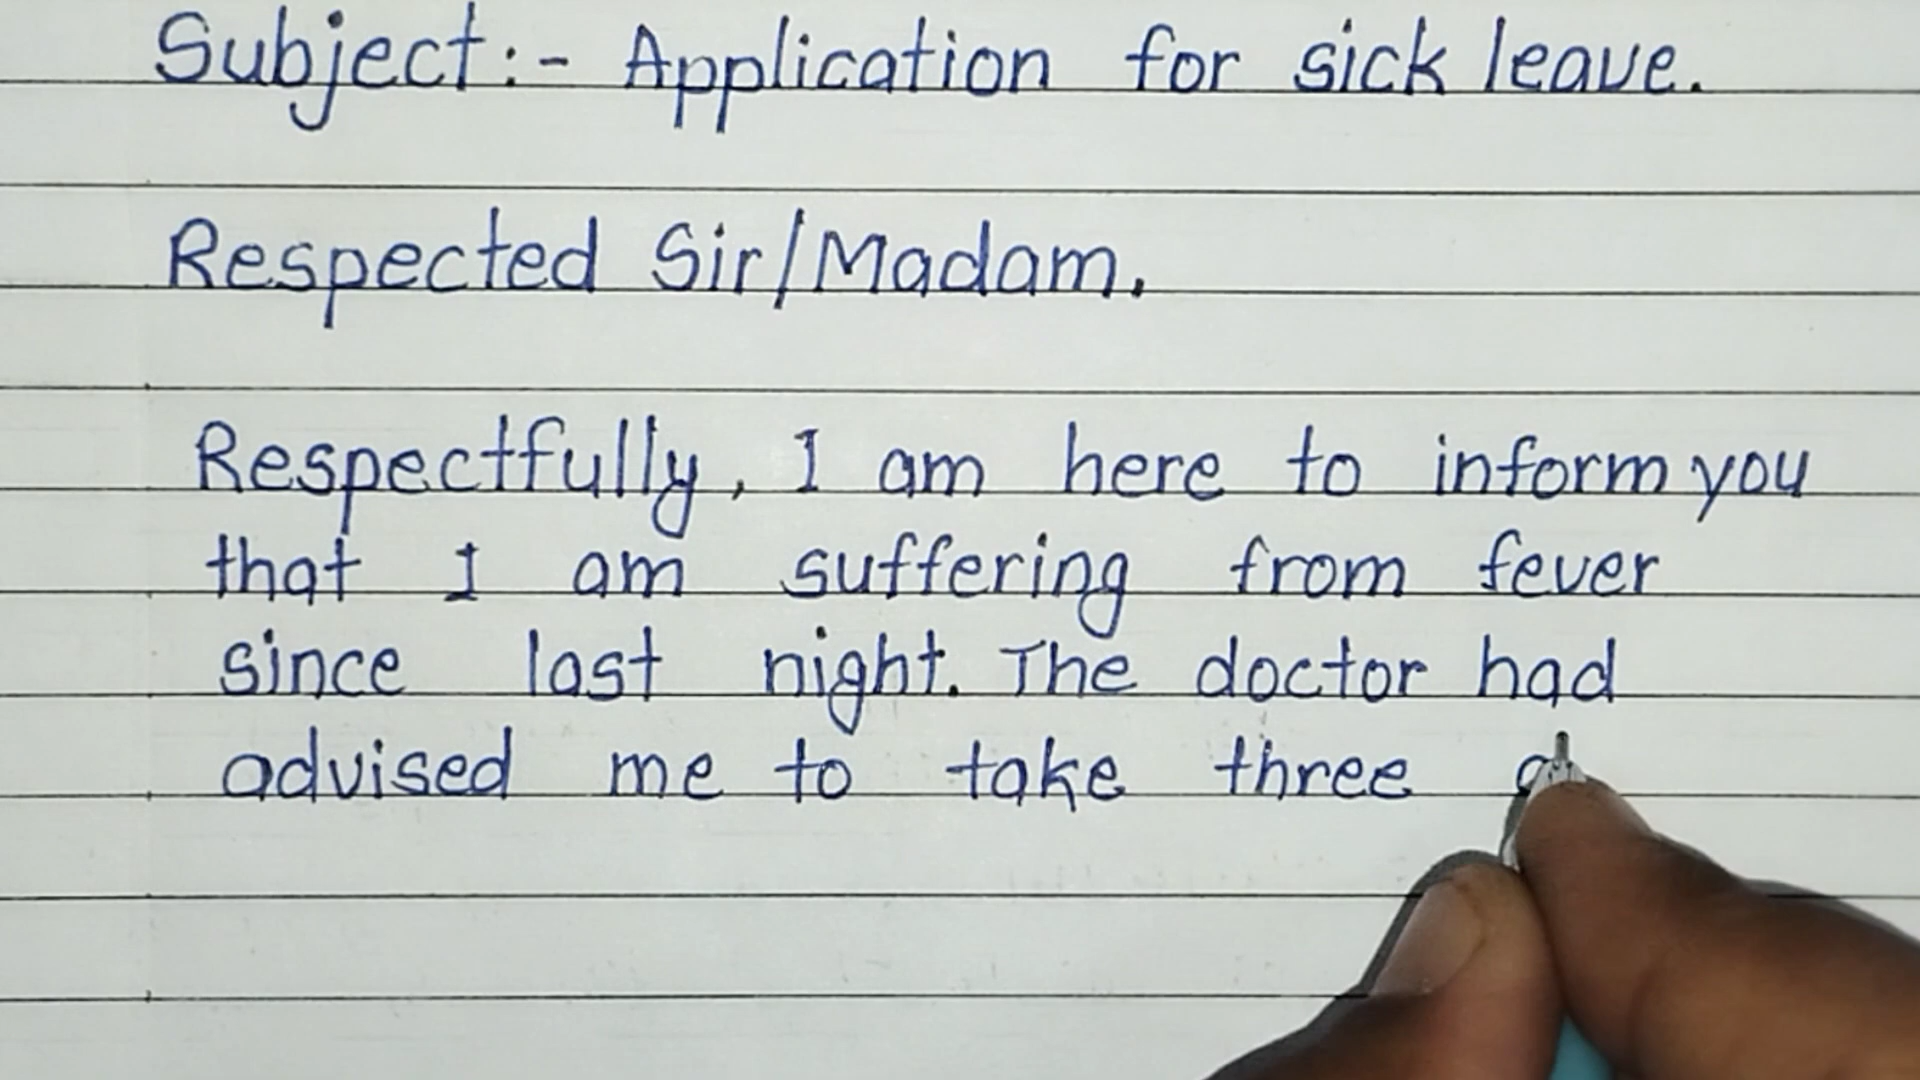 Subject:- Application for sick leave.
Respected Sir/Madam.
Respectfully, I am here to inform you
that I am suffering from fever
since last night. The doctor had
advised me to take three